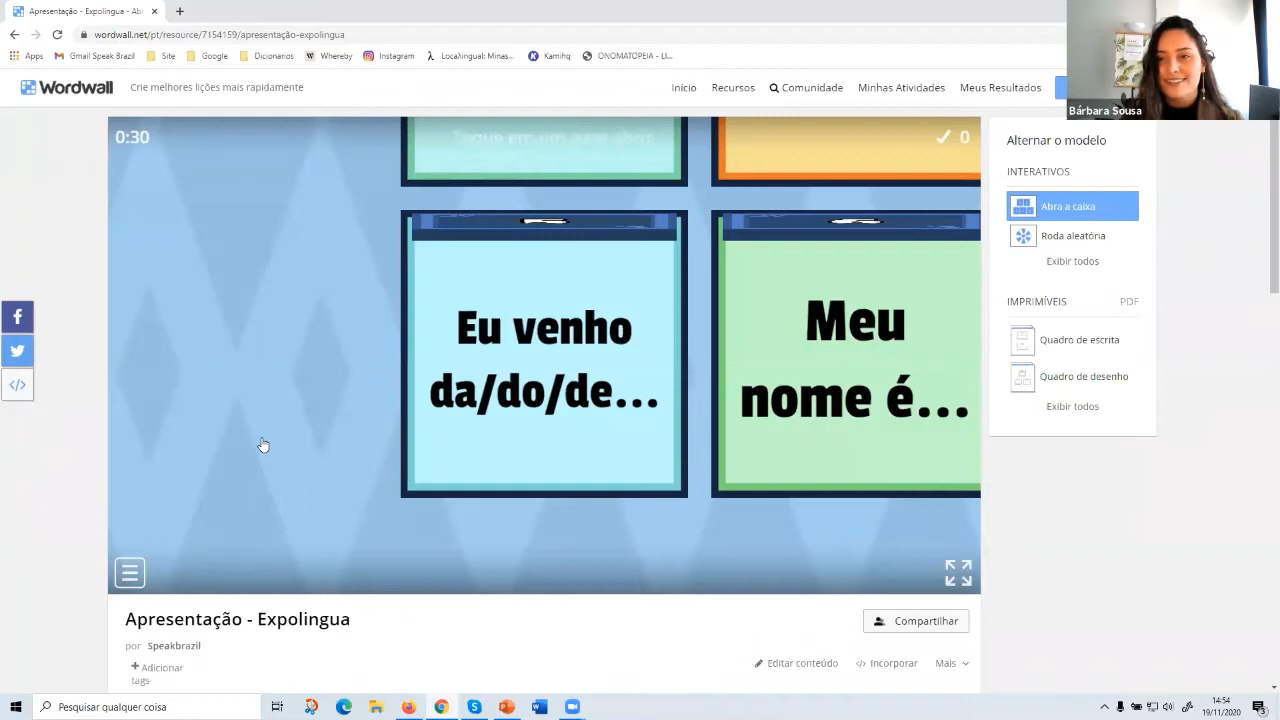 Apresentação - Expolingua - Ab
wordwall.net/pt/resource/7154159/apresentação-expolingua
Apps
Gmail Speak Brazil
Site
Google
Dicionarios
Whereby
Instagram
Localingual: Minas...
Kamihq
ONOMATOPEIA - LI...
Wordwall
Crie melhores lições mais rapidamente
Início
Recursos
Comunidade
Minhas Atividades
Meus Resultados
Bárbara Sousa
0:30
0
Eu venho
da/do/de...
Meu
nome é...
Alternar o modelo
INTERATIVOS
Abra a caixa
Roda aleatória
Exibir todos
IMPRIMÍVEIS PDF
Quadro de escrita
Quadro de desenho
Exibir todos
Apresentação - Expolingua
Compartilhar
por Speakbrazil
Adicionar
tags
Editar conteúdo
Incorporar
Mais
Pesquisar qualquer coisa
14:54
19/11/2020
3